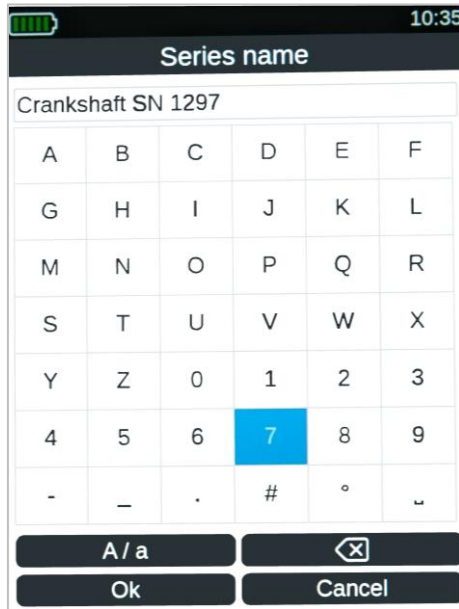 10:35
Series name
Crankshaft SN 1297
A B C D E F
G H I J K L
M N O P Q R
S T U V W X
Y Z 0 1 2 3
4 5 6 7 8 9
- _ . # ° ␣
A / a
Ok Cancel